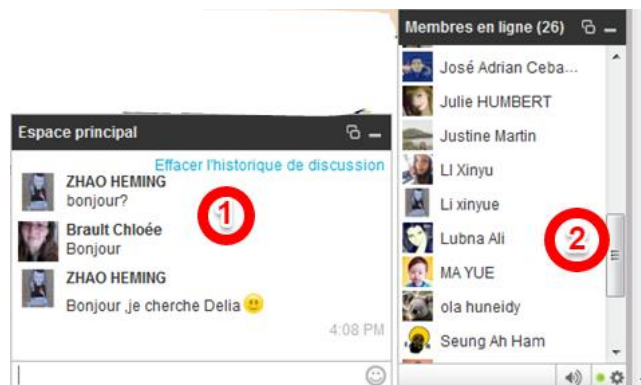 Espace principal
Effacer l'historique de discussion
ZHAO HEMING
bonjour?
1
Brault Chloée
Bonjour
ZHAO HEMING
Bonjour ,je cherche Delia
4:08 PM
Membres en ligne (26)
José Adrian Ceba...
Julie HUMBERT
Justine Martin
LI Xinyu
Li xinyue
Lubna Ali
2
MA YUE
ola huneidy
Seung Ah Ham